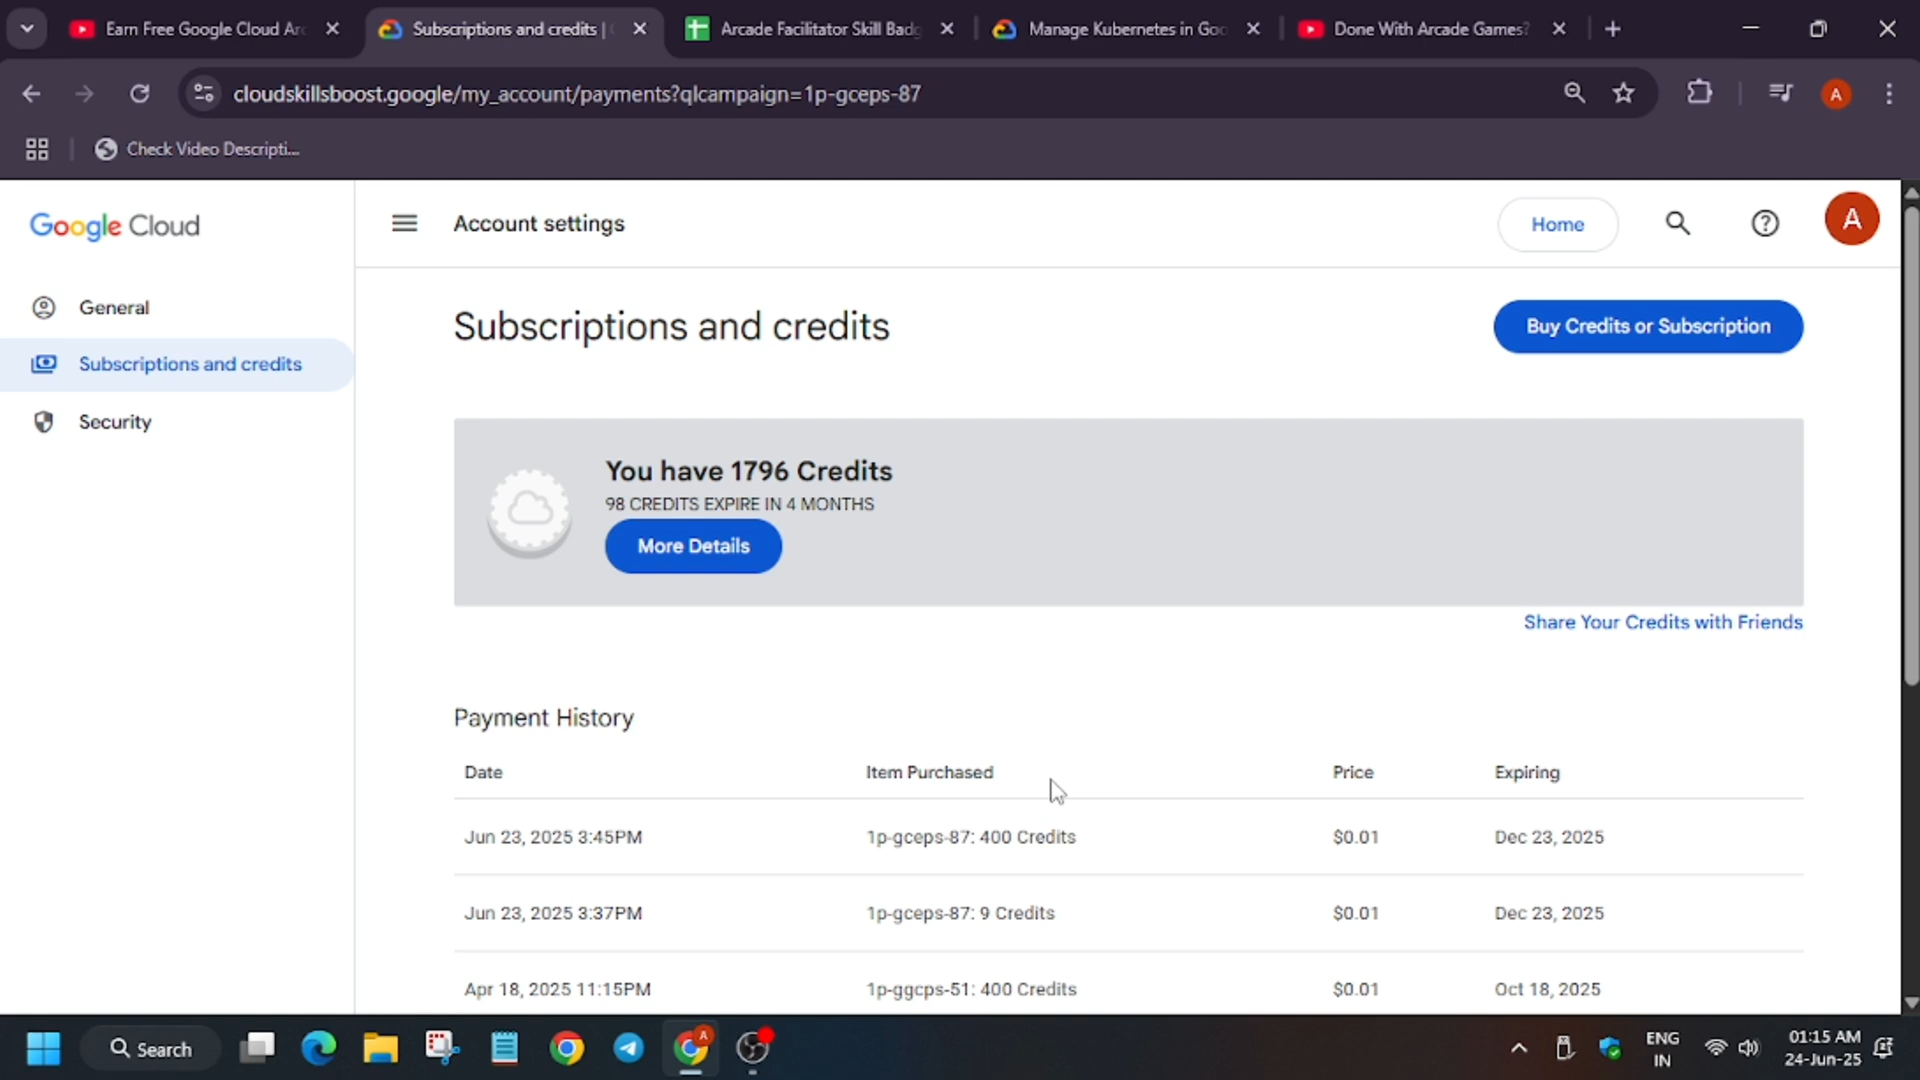 Earn Free Google Cloud Arc
Subscriptions and credits |
Arcade Facilitator Skill Badg
Manage Kubernetes in Goo
Done With Arcade Games?
cloudskillsboost.google/my_account/payments?qlcampaign=1p-gceps-87
A
Check Video Descripti...
Google Cloud
Account settings
Home
A
General
Subscriptions and credits
Security
Subscriptions and credits
Buy Credits or Subscription
You have 1796 Credits
98 CREDITS EXPIRE IN 4 MONTHS
More Details
Share Your Credits with Friends
Payment History
Date Item Purchased Price Expiring
Jun 23, 2025 3:45PM 1p-gceps-87: 400 Credits $0.01 Dec 23, 2025
Jun 23, 2025 3:37PM 1p-gceps-87: 9 Credits $0.01 Dec 23, 2025
Apr 18, 2025 11:15PM 1p-ggcps-51: 400 Credits $0.01 Oct 18, 2025
Search
A
ENG
IN
01:15 AM
24-Jun-25